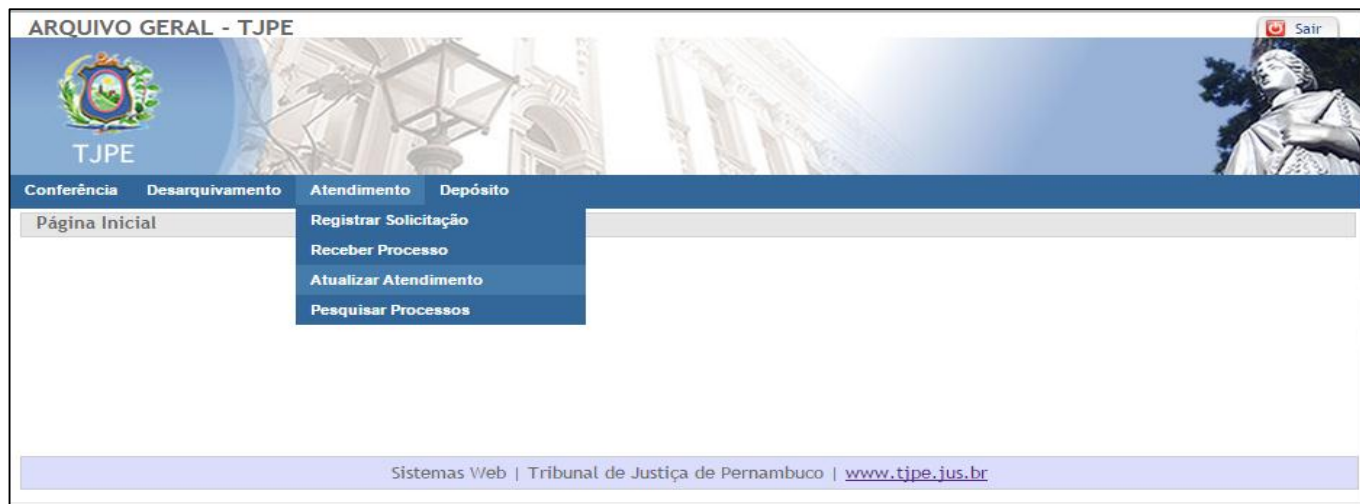 ARQUIVO GERAL - TJPE
Sair
TJPE
Conferência Desarquivamento Atendimento Depósito
Página Inicial
Registrar Solicitação
Receber Processo
Atualizar Atendimento
Pesquisar Processos
Sistemas Web | Tribunal de Justiça de Pernambuco | www.tjpe.jus.br